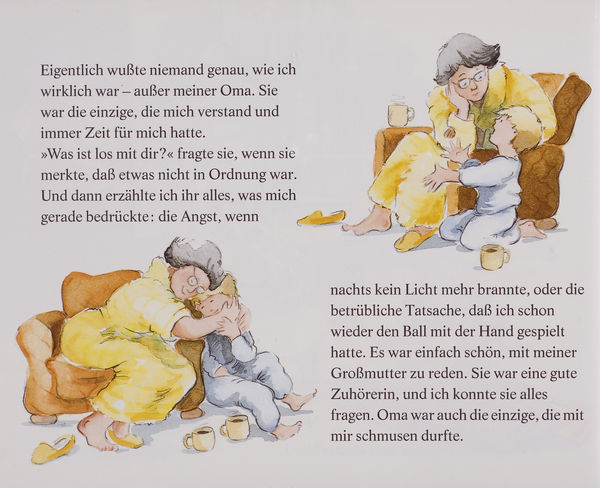 Eigentlich wußte niemand genau, wie ich
wirklich war – außer meiner Oma. Sie
war die einzige, die mich verstand und
immer Zeit für mich hatte.
»Was ist los mit dir?« fragte sie, wenn sie
merkte, daß etwas nicht in Ordnung war.
Und dann erzählte ich ihr alles, was mich
gerade bedrückte: die Angst, wenn
nachts kein Licht mehr brannte, oder die
betrübliche Tatsache, daß ich schon
wieder den Ball mit der Hand gespielt
hatte. Es war einfach schön, mit meiner
Großmutter zu reden. Sie war eine gute
Zuhörerin, und ich konnte sie alles
fragen. Oma war auch die einzige, die mit
mir schmusen durfte.